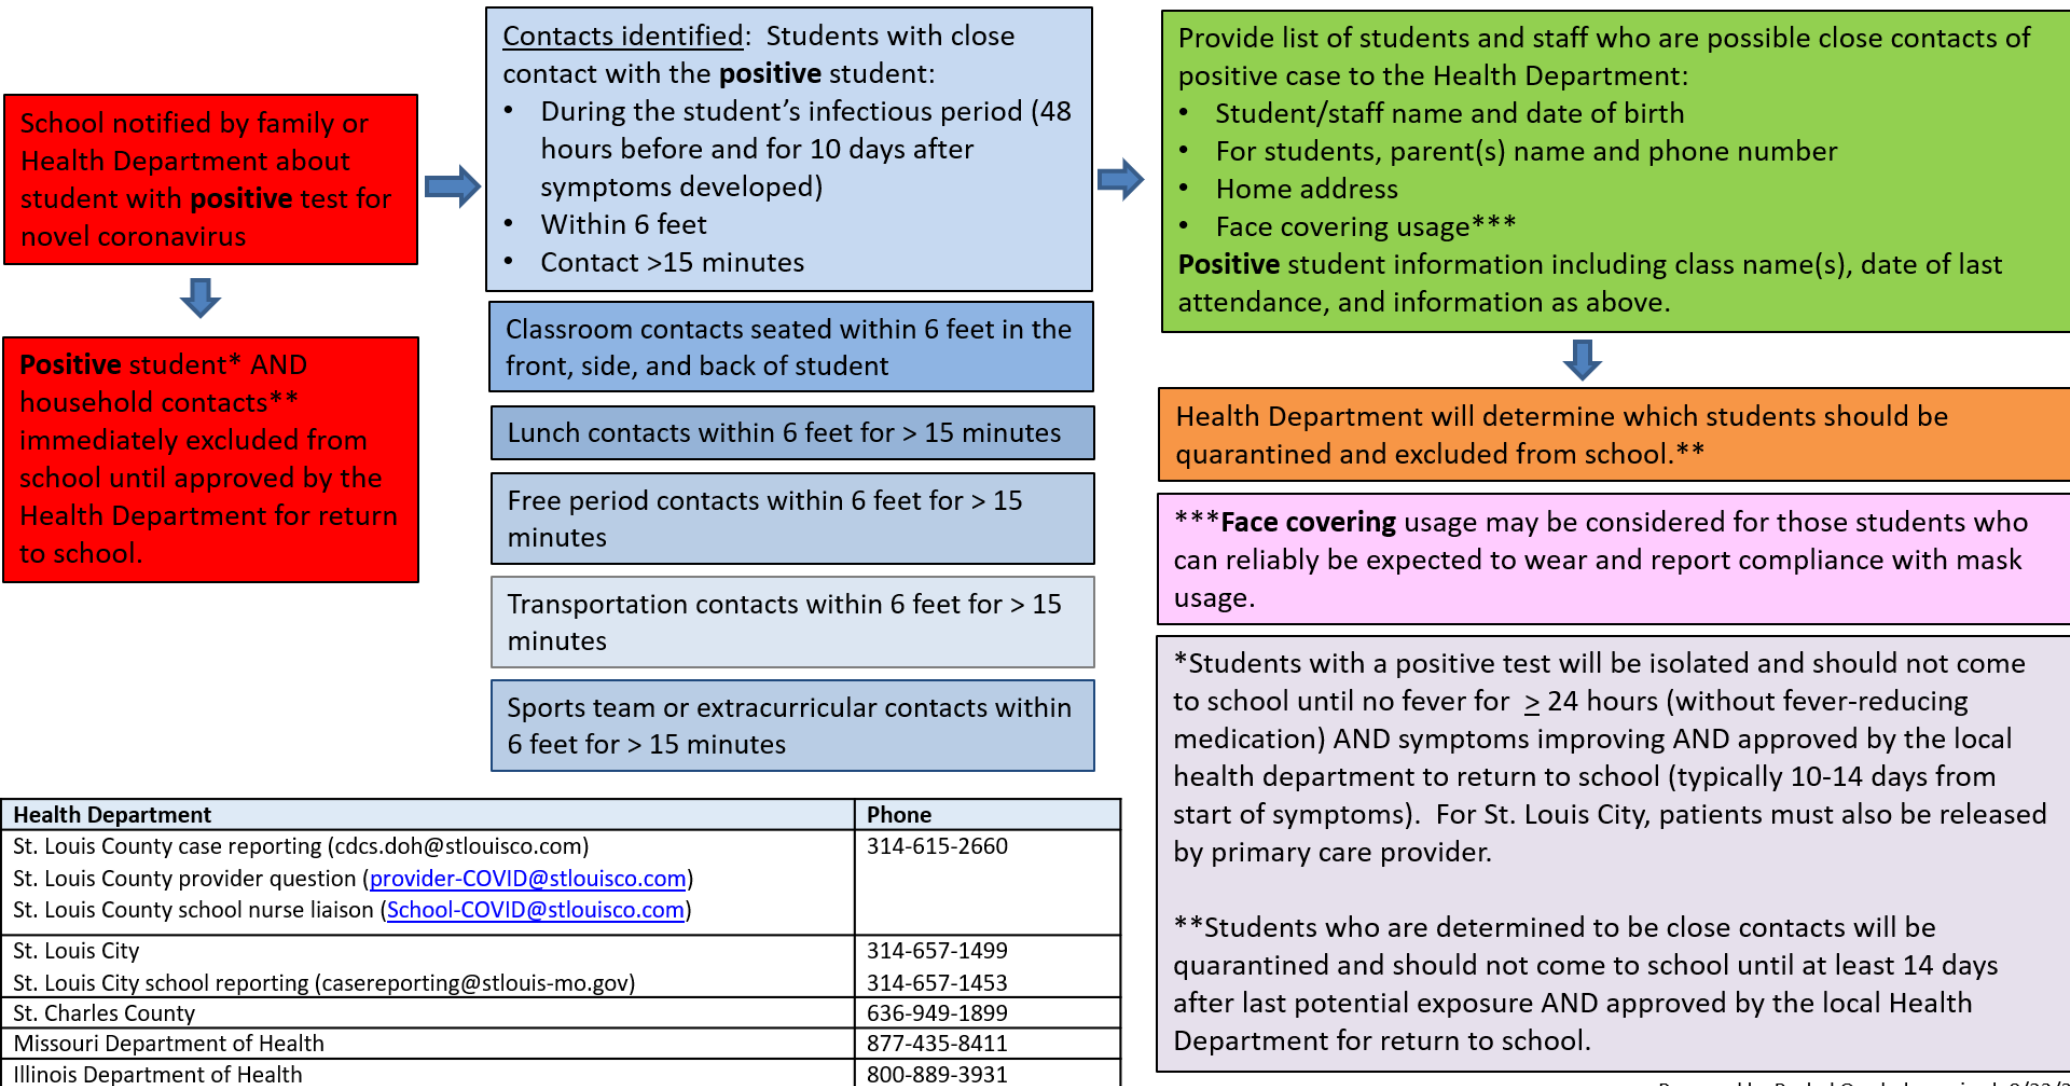 School notified by family or
Health Department about
student with positive test for
novel coronavirus
Positive student* AND
household contacts**
immediately excluded from
school until approved by the
Health Department for return
to school.
Contacts identified: Students with close
contact with the positive student:
• During the student's infectious period (48
hours before and for 10 days after
symptoms developed)
• Within 6 feet
• Contact >15 minutes
Classroom contacts seated within 6 feet in the
front, side, and back of student
Lunch contacts within 6 feet for > 15 minutes
Free period contacts within 6 feet for > 15
minutes
Transportation contacts within 6 feet for > 15
minutes
Sports team or extracurricular contacts within
6 feet for > 15 minutes
Provide list of students and staff who are possible close contacts of
positive case to the Health Department:
• Student/staff name and date of birth
• For students, parent(s) name and phone number
• Home address
• Face covering usage***
Positive student information including class name(s), date of last
attendance, and information as above.
Health Department will determine which students should be
quarantined and excluded from school.**
***Face covering usage may be considered for those students who
can reliably be expected to wear and report compliance with mask
usage.
*Students with a positive test will be isolated and should not come
to school until no fever for ≥ 24 hours (without fever-reducing
medication) AND symptoms improving AND approved by the local
health department to return to school (typically 10-14 days from
start of symptoms). For St. Louis City, patients must also be released
by primary care provider.
**Students who are determined to be close contacts will be
quarantined and should not come to school until at least 14 days
after last potential exposure AND approved by the local Health
Department for return to school.
Health Department Phone
St. Louis County case reporting (cdcs.doh@stlouisco.com) 314-615-2660
St. Louis County provider question (provider-COVID@stlouisco.com)
St. Louis County school nurse liaison (School-COVID@stlouisco.com)
St. Louis City 314-657-1499
St. Louis City school reporting (casereporting@stlouis-mo.gov) 314-657-1453
St. Charles County 636-949-1899
Missouri Department of Health 877-435-8411
Illinois Department of Health 800-889-3931